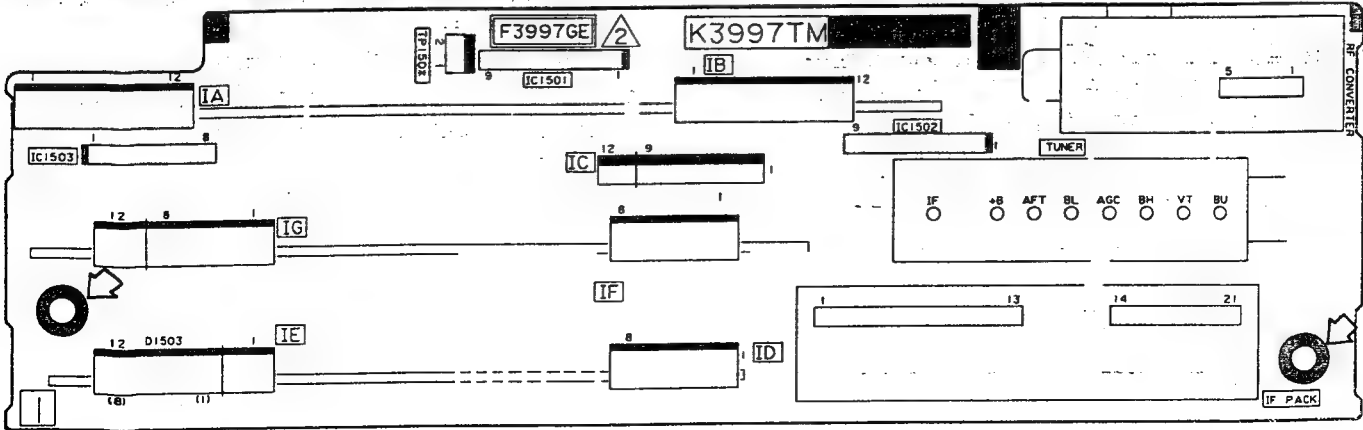 F3997GE 2 K3997TM
TP1502 2 1
9 IC1501 1
1 IB 12
RF CONVERTER
5 1
1 12 IA
9 IC1502 1
TUNER
IC1503 1 8
IC 12 9 1
IF +B AFT BL AGC BH VT BU
12 8 1 IG
8 1
IF
1 13 14 21
12 D1503 1 IE
(8) (1)
8 1 ID
IF PACK
I